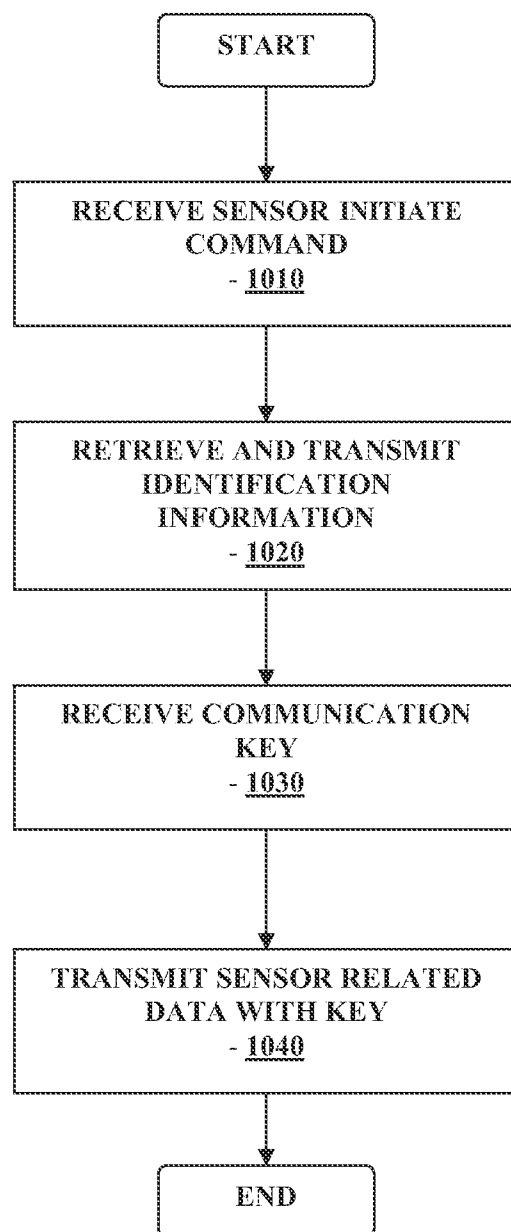 START
RECEIVE SENSOR INITIATE
COMMAND
- 1010
RETRIEVE AND TRANSMIT
IDENTIFICATION
INFORMATION
- 1020
RECEIVE COMMUNICATION
KEY
- 1030
TRANSMIT SENSOR RELATED
DATA WITH KEY
- 1040
END